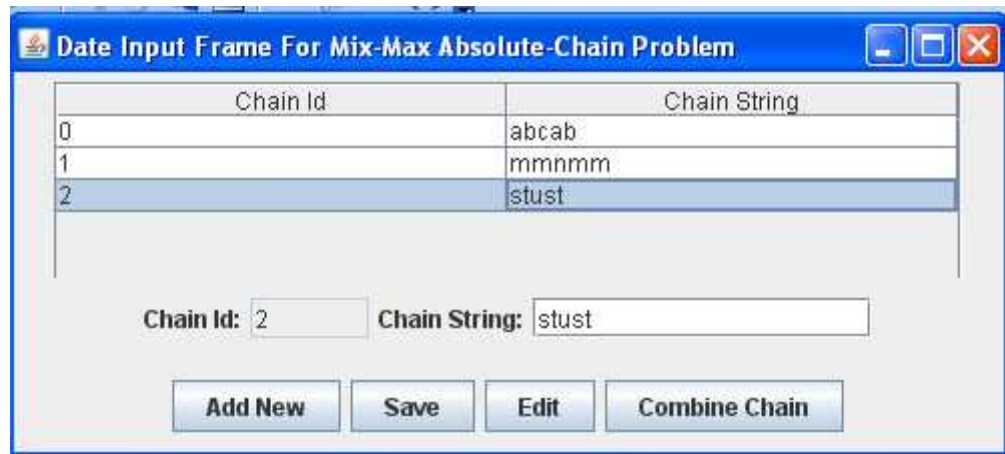 Date Input Frame For Mix-Max Absolute-Chain Problem
Chain Id Chain String
0 abcab
1 mmnmm
2 stust
Chain Id: 2 Chain String: stust
Add New Save Edit Combine Chain